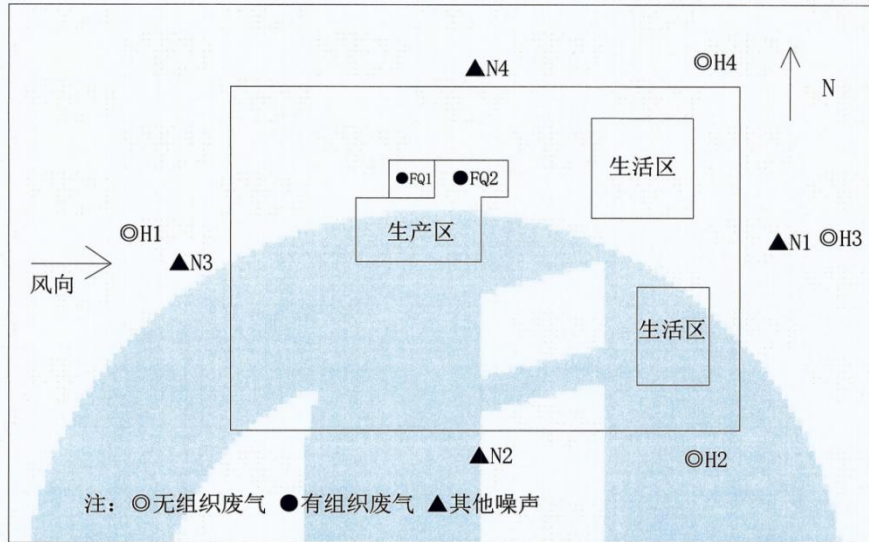 ▲N4
◎H4
N
生活区
●FQ1
●FQ2
生产区
◎H1
▲N3
风向
▲N1
◎H3
生活区
▲N2
◎H2
注：◎无组织废气 ●有组织废气 ▲其他噪声